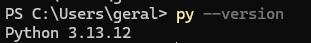 PS C:\Users\geral> py --version
Python 3.13.12